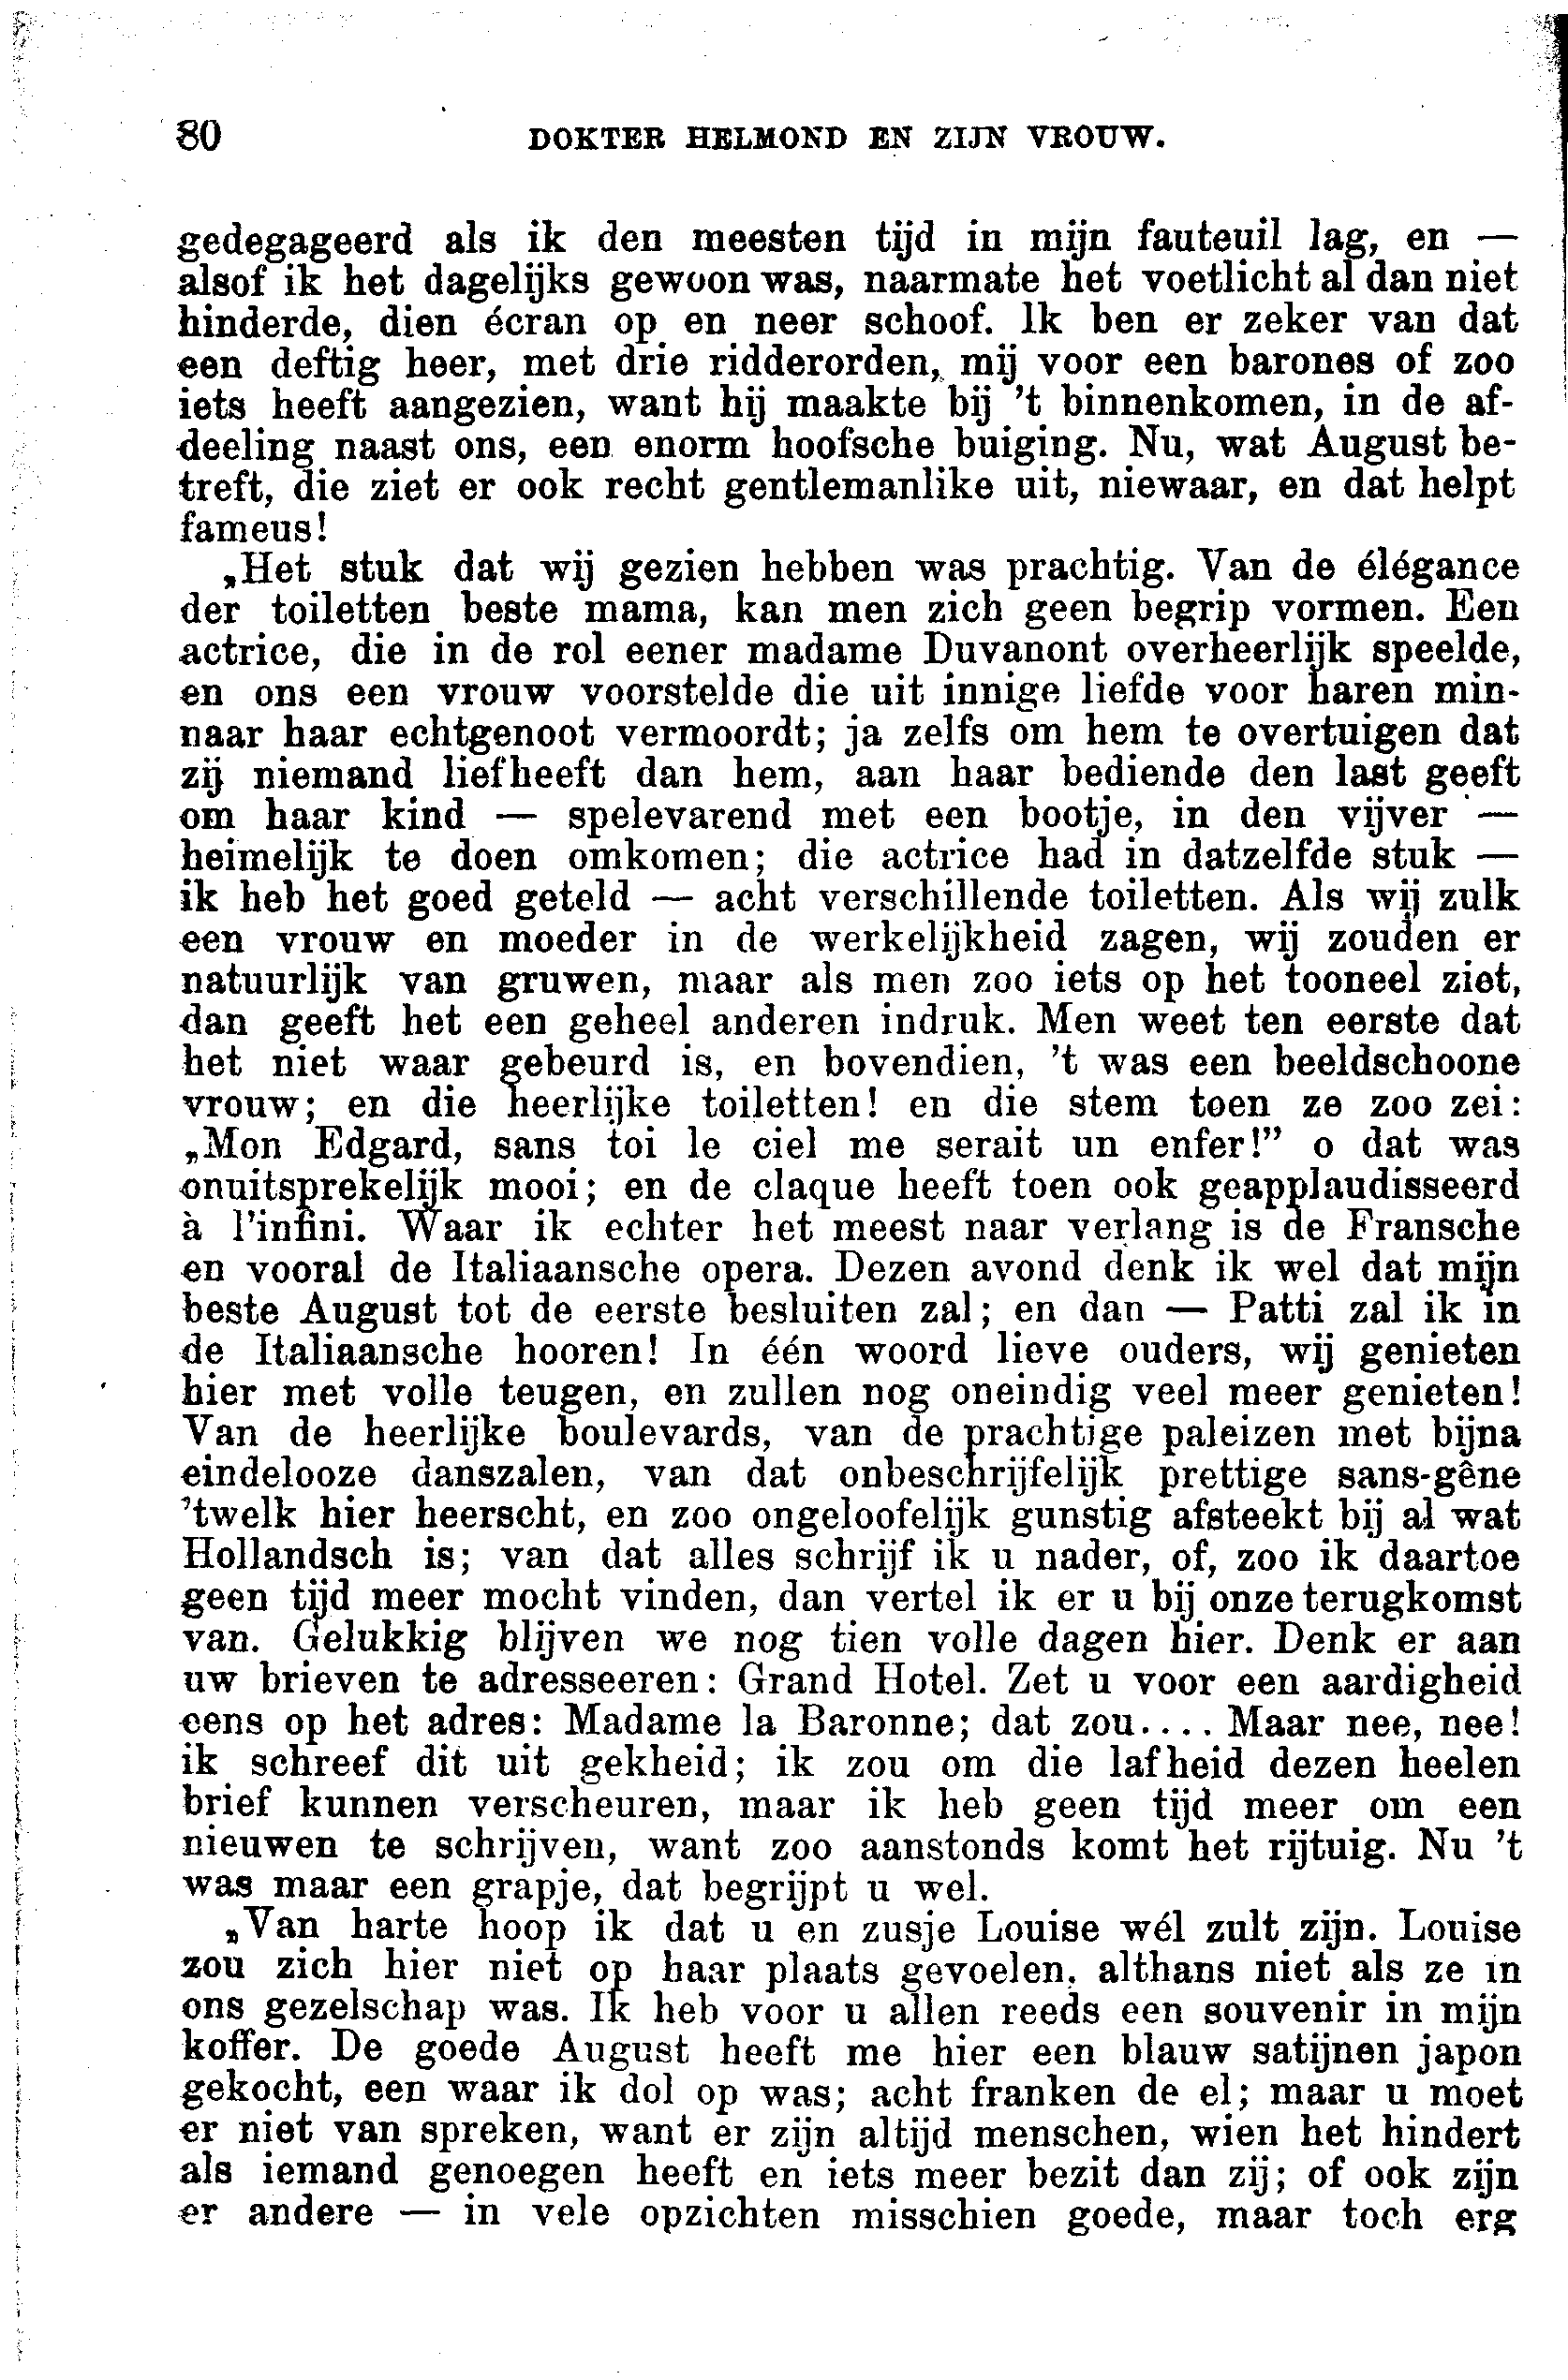 80 DOKTER HELMOND EN ZIJN VROUW.
gedegageerd als ik den meesten tijd in mijn fauteuil lag, en —
alsof ik het dagelijks gewoon was, naarmate het voetlicht al dan niet
hinderde, dien écran op en neer schoof. Ik ben er zeker van dat
een deftig heer, met drie ridderorden, mij voor een barones of zoo
iets heeft aangezien, want hij maakte bij 't binnenkomen, in de af-
deeling naast ons, een enorm hoofsche buiging. Nu, wat August be-
treft, die ziet er ook recht gentlemanlike uit, niewaar, en dat helpt
fameus!
„Het stuk dat wij gezien hebben was prachtig. Van de élégance
der toiletten beste mama, kan men zich geen begrip vormen. Een
actrice, die in de rol eener madame Duvanont overheerlijk speelde,
en ons een vrouw voorstelde die uit innige liefde voor haren min-
naar haar echtgenoot vermoordt; ja zelfs om hem te overtuigen dat
zij niemand liefheeft dan hem, aan haar bediende den last geeft
om haar kind — spelevarend met een bootje, in den vijver —
heimelijk te doen omkomen; die actrice had in datzelfde stuk —
ik heb het goed geteld — acht verschillende toiletten. Als wij zulk
een vrouw en moeder in de werkelijkheid zagen, wij zouden er
natuurlijk van gruwen, maar als men zoo iets op het tooneel ziet,
dan geeft het een geheel anderen indruk. Men weet ten eerste dat
het niet waar gebeurd is, en bovendien, 't was een beeldschoone
vrouw; en die heerlijke toiletten! en die stem toen ze zoo zei:
„Mon Edgard, sans toi le ciel me serait un enfer!” o dat was
onuitsprekelijk mooi; en de claque heeft toen ook geapplaudisseerd
à l'infini. Waar ik echter het meest naar verlang is de Fransche
en vooral de Italiaansche opera. Dezen avond denk ik wel dat mijn
beste August tot de eerste besluiten zal; en dan — Patti zal ik in
de Italiaansche hooren! In één woord lieve ouders, wij genieten
hier met volle teugen, en zullen nog oneindig veel meer genieten!
Van de heerlijke boulevards, van de prachtige paleizen met bijna
eindelooze danszalen, van dat onbeschrijfelijk prettige sans-gêne
'twelk hier heerscht, en zoo ongeloofelijk gunstig afsteekt bij al wat
Hollandsch is; van dat alles schrijf ik u nader, of, zoo ik daartoe
geen tijd meer mocht vinden, dan vertel ik er u bij onze terugkomst
van. Gelukkig blijven we nog tien volle dagen hier. Denk er aan
uw brieven te adresseeren: Grand Hotel. Zet u voor een aardigheid
eens op het adres: Madame la Baronne; dat zou.... Maar nee, nee!
ik schreef dit uit gekheid; ik zou om die lafheid dezen heelen
brief kunnen verscheuren, maar ik heb geen tijd meer om een
nieuwen te schrijven, want zoo aanstonds komt het rijtuig. Nu 't
was maar een grapje, dat begrijpt u wel.
„Van harte hoop ik dat u en zusje Louise wél zult zijn. Louise
zou zich hier niet op haar plaats gevoelen, althans niet als ze in
ons gezelschap was. Ik heb voor u allen reeds een souvenir in mijn
koffer. De goede August heeft me hier een blauw satijnen japon
gekocht, een waar ik dol op was; acht franken de el; maar u moet
er niet van spreken, want er zijn altijd menschen, wien het hindert
als iemand genoegen heeft en iets meer bezit dan zij; of ook zijn
er andere — in vele opzichten misschien goede, maar toch erg